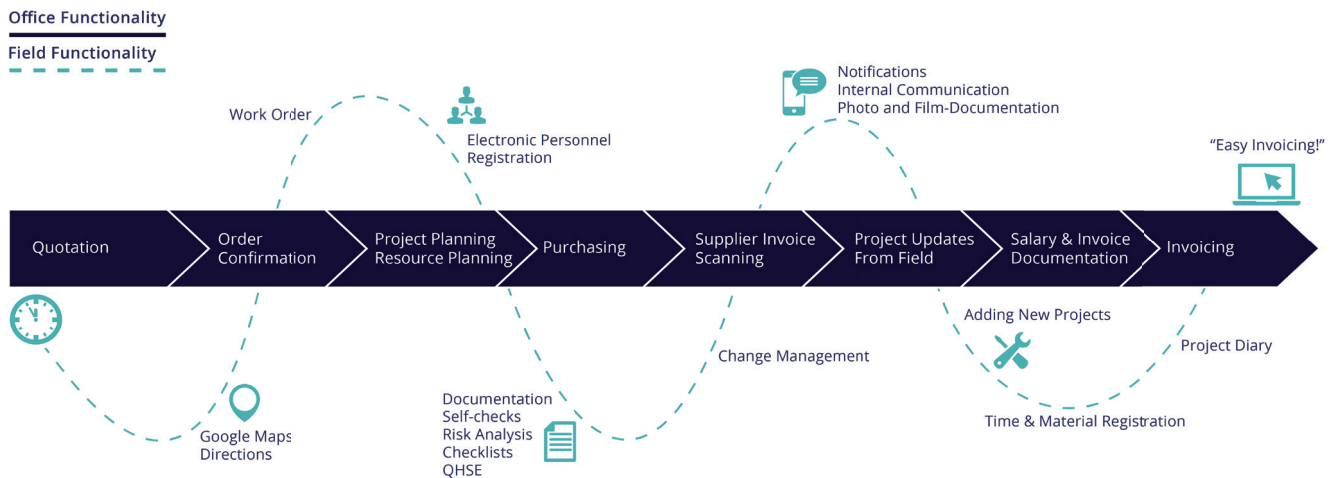 Office Functionality
Field Functionality
Work Order
Electronic Personnel
Registration
Notifications
Internal Communication
Photo and Film-Documentation
“Easy Invoicing!”
Quotation
Order
Confirmation
Project Planning
Resource Planning
Purchasing
Supplier Invoice
Scanning
Project Updates
From Field
Salary & Invoice
Documentation
Invoicing
Google Maps
Directions
Documentation
Self-checks
Risk Analysis
Checklists
QHSE
Change Management
Adding New Projects
Time & Material Registration
Project Diary